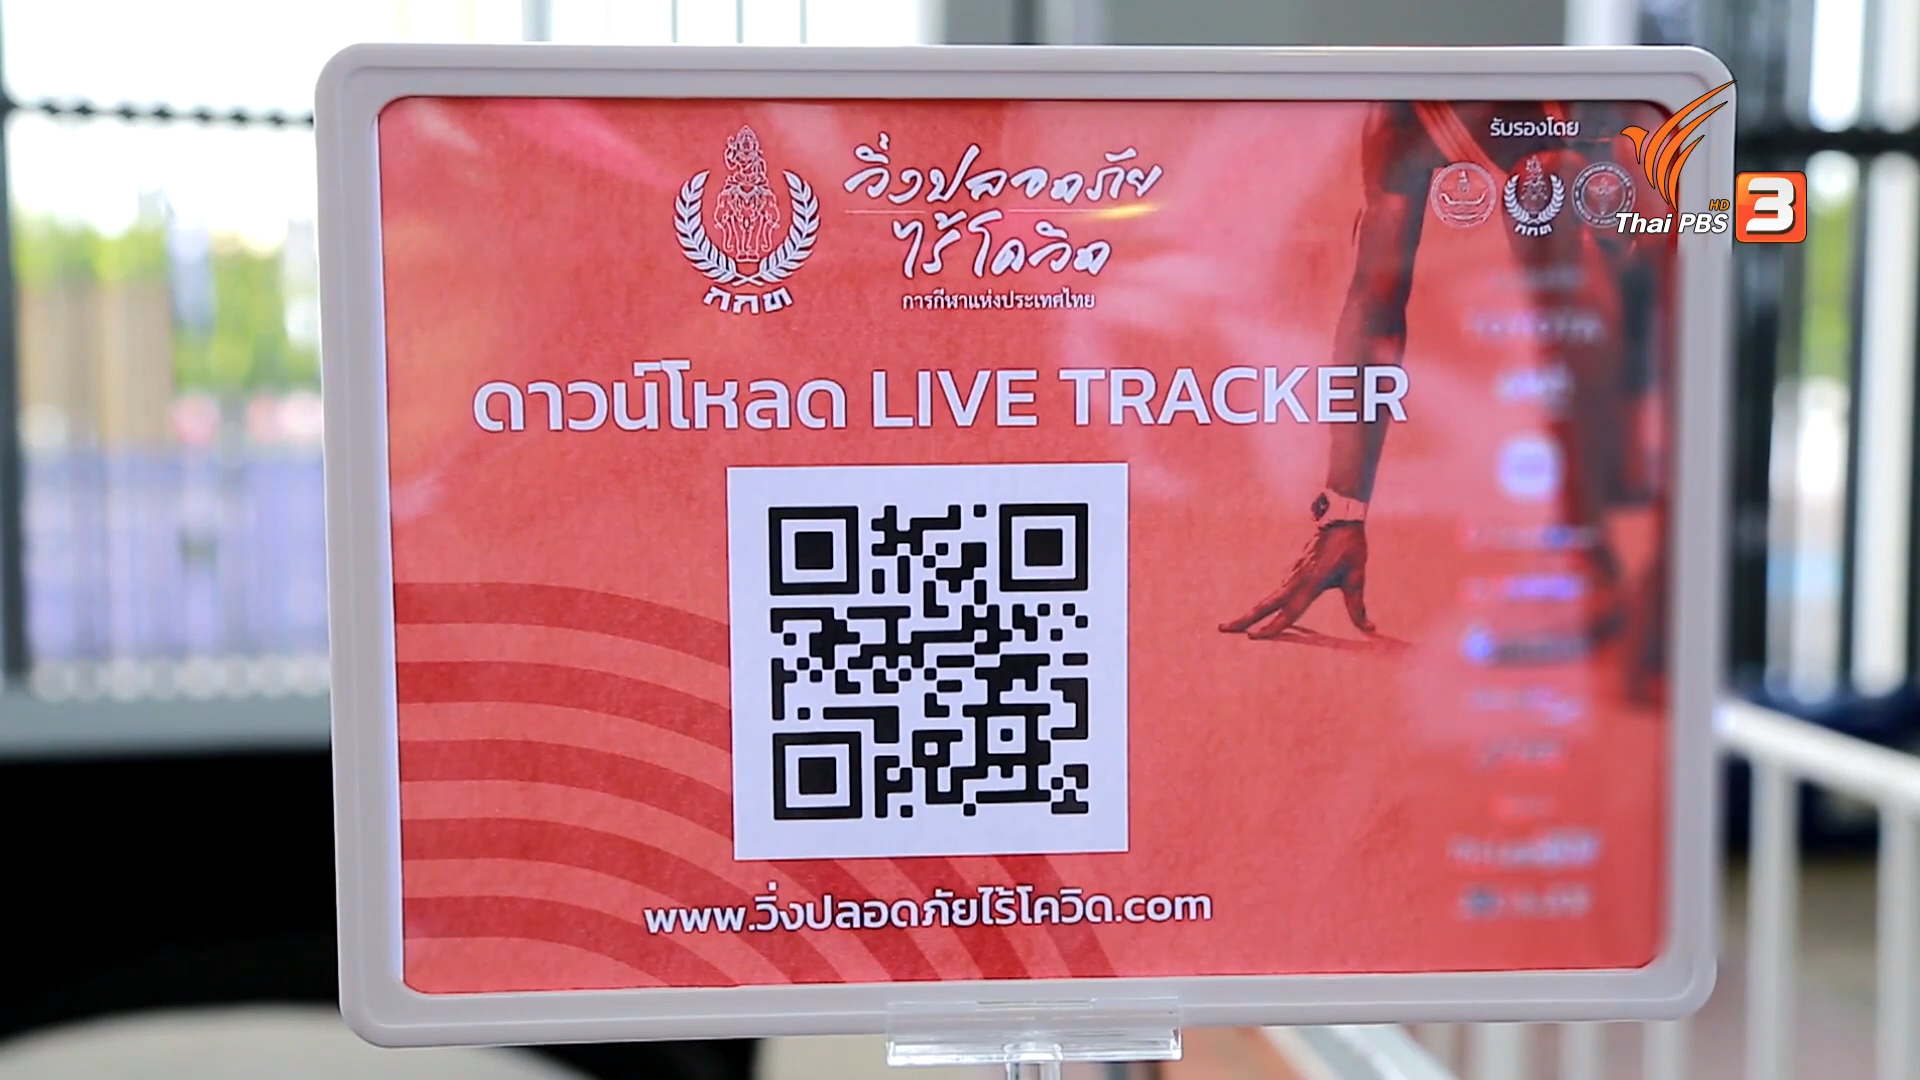 วิ่งปลอดภัย
ไร้โควิด
การกีฬาแห่งประเทศไทย
กกท
รับรองโดย
กกท
HD
Thai PBS 3
ดาวน์โหลด LIVE TRACKER
www.วิ่งปลอดภัยไร้โควิด.com